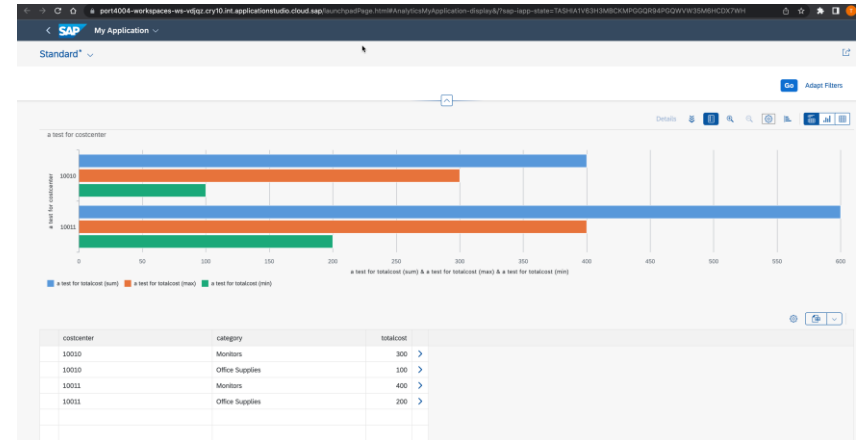 port4004-workspaces-ws-vdjqz.cry10.int.applicationstudio.cloud.sap/launchpadPage.html#AnalyticsMyApplication-display&/?sap-iapp-state=
SAP My Application
Standard*
Go Adapt Filters
Details
a test for costcenter
a test for costcenter
10010
10011
0 50 100 150 200 250 300 350 400 450 500 550 600
a test for totalcost (sum) & a test for totalcost (max) & a test for totalcost (min)
a test for totalcost (sum) a test for totalcost (max) a test for totalcost (min)
costcenter category totalcost
10010 Monitors 300
10010 Office Supplies 100
10011 Monitors 400
10011 Office Supplies 200